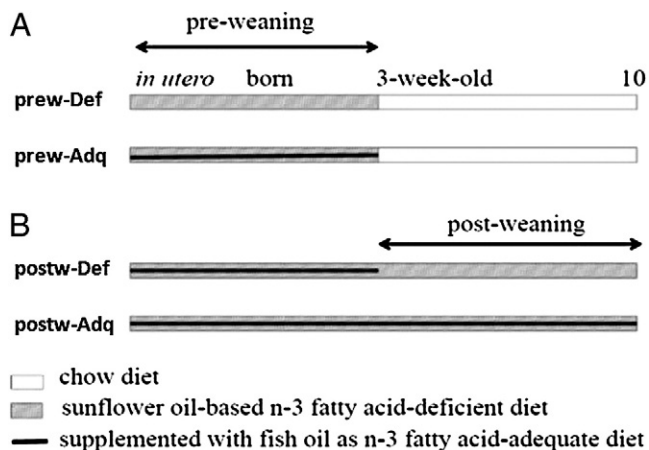 A
pre-weaning
in utero born 3-week-old 10
prew-Def
prew-Adq
B
post-weaning
postw-Def
postw-Adq
chow diet
sunflower oil-based n-3 fatty acid-deficient diet
supplemented with fish oil as n-3 fatty acid-adequate diet